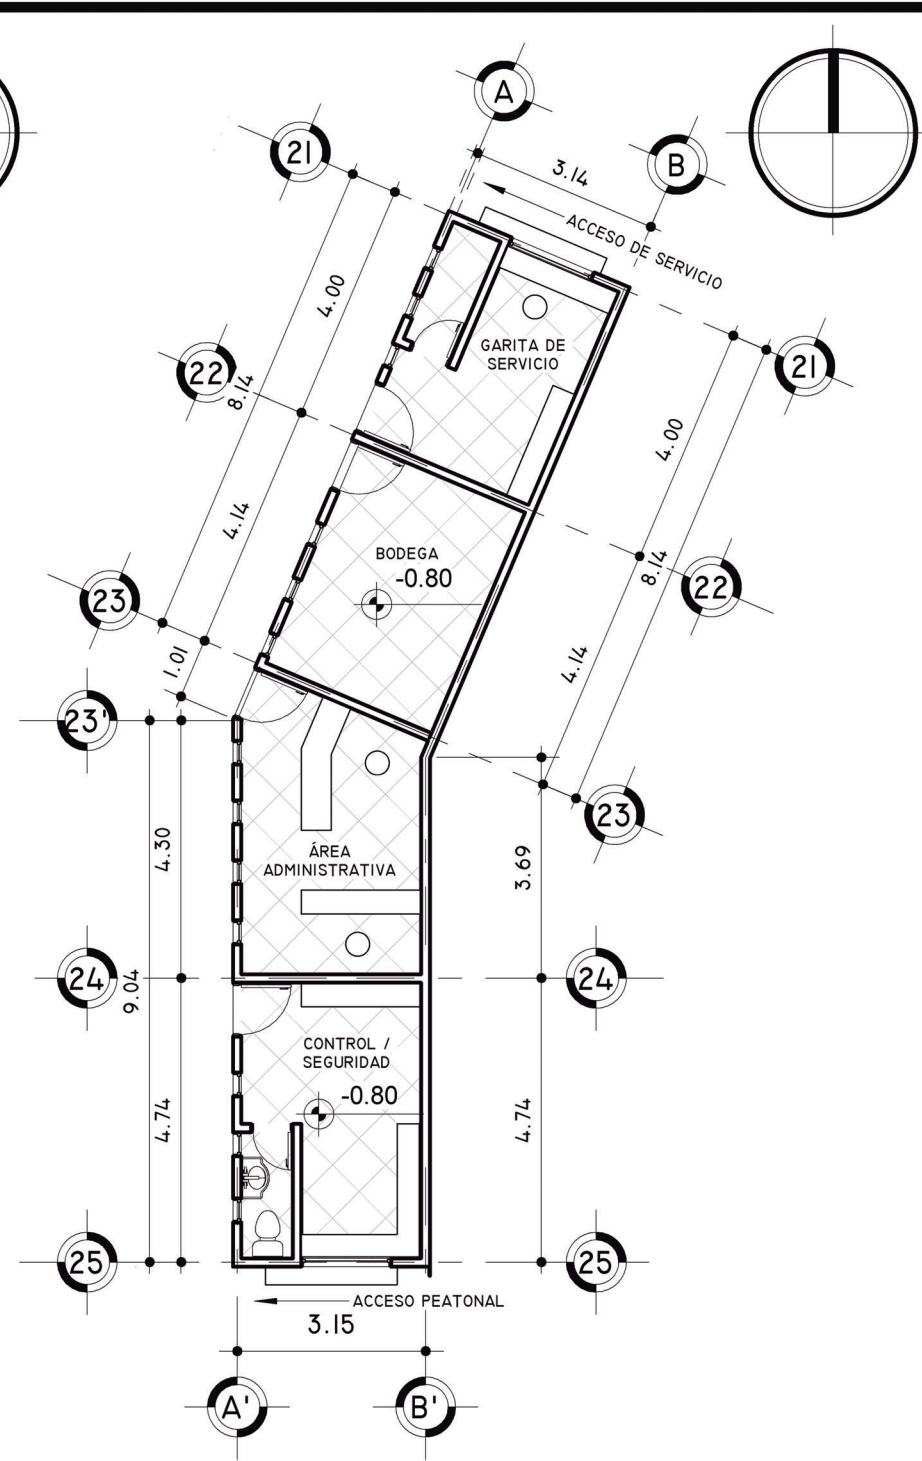 A
21
3.14
B
ACCESO DE SERVICIO
4.00
GARITA DE
SERVICIO
22
8.14
21
4.00
4.14
BODEGA
-0.80
8.14
22
23
1.01
4.14
23'
23
4.30
3.69
ÁREA
ADMINISTRATIVA
24
9.04
24
CONTROL /
SEGURIDAD
-0.80
4.74
4.74
25
25
ACCESO PEATONAL
3.15
A'
B'